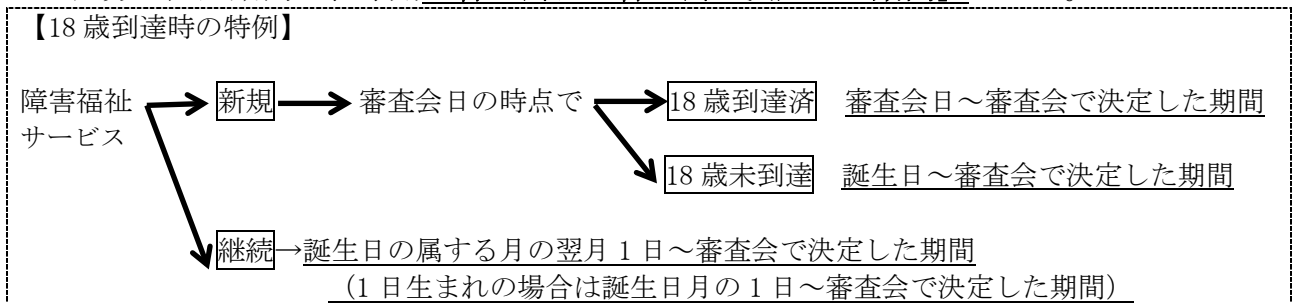 【18 歳到達時の特例】
障害福祉サービス
新規 審査会日の時点で 18 歳到達済 審査会日～審査会で決定した期間
18 歳未到達 誕生日～審査会で決定した期間
継続→誕生日の属する月の翌月 1 日～審査会で決定した期間
（1 日生まれの場合は誕生日月の 1 日～審査会で決定した期間）